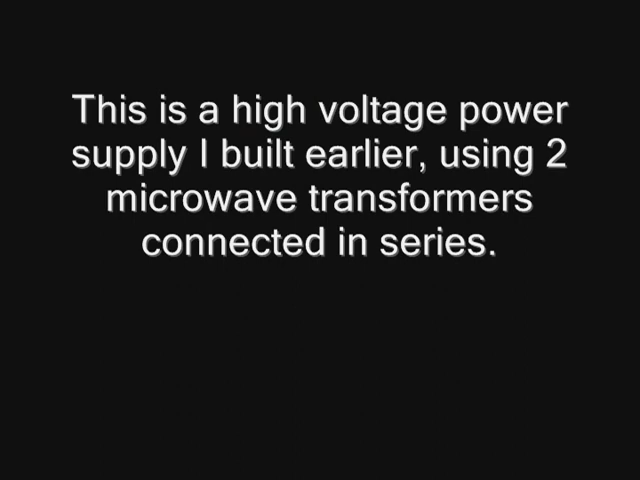 This is a high voltage power
supply I built earlier, using 2
microwave transformers
connected in series.